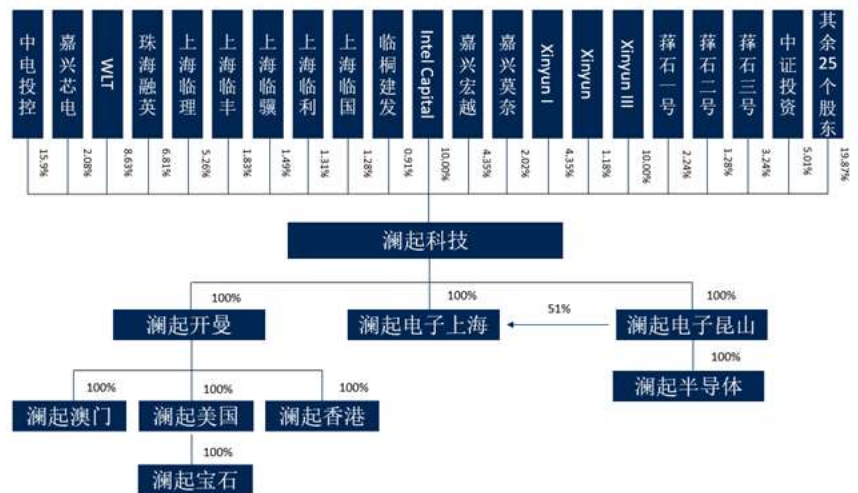 中电投控
嘉兴芯电
WLT
珠海融英
上海临理
上海临丰
上海临骥
上海临利
上海临国
临桐建发
Intel Capital
嘉兴宏越
嘉兴莫奈
Xinyun I
Xinyun
Xinyun III
萚石一号
萚石二号
萚石三号
中证投资
其余25个股东
15.9%
2.08%
8.63%
6.81%
5.26%
1.83%
1.49%
1.31%
1.28%
0.91%
10.00%
4.35%
2.02%
4.35%
1.18%
10.00%
2.24%
1.28%
3.24%
5.01%
19.87%
澜起科技
100%
100%
100%
澜起开曼
澜起电子上海
51%
澜起电子昆山
100%
100%
100%
100%
澜起半导体
澜起澳门
澜起美国
澜起香港
100%
澜起宝石